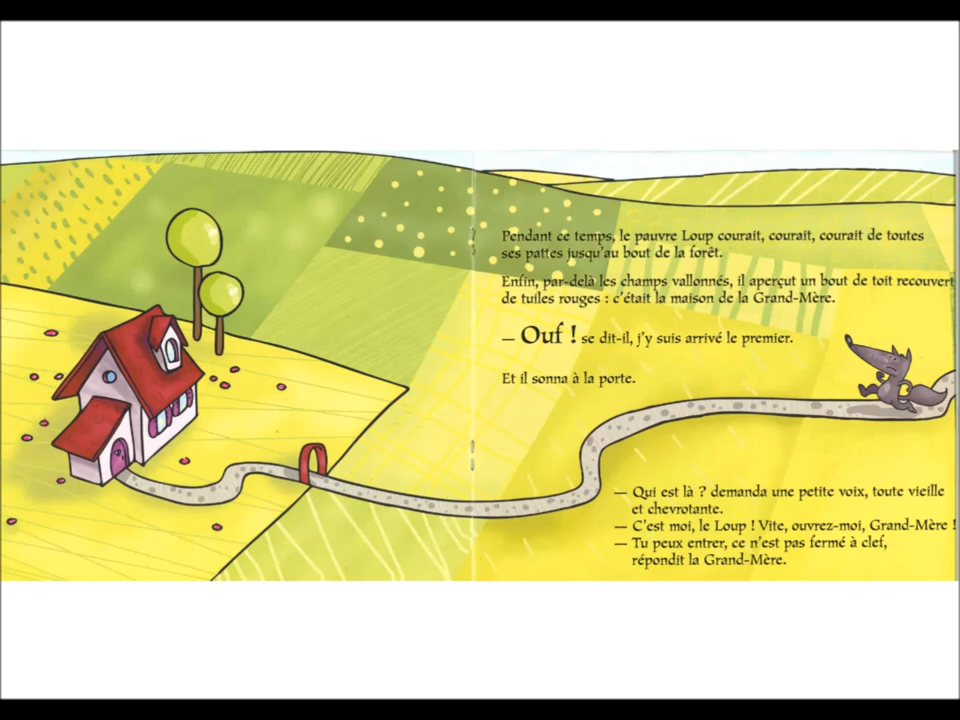 Pendant ce temps, le pauvre Loup courait, courait, courait de toutes
ses pattes jusqu'au bout de la forêt.
Enfin, par-delà les champs vallonnés, il aperçut un bout de toit recouvert
de tuiles rouges : c'était la maison de la Grand-Mère.
— Ouf ! se dit-il, j'y suis arrivé le premier.
Et il sonna à la porte.
— Qui est là ? demanda une petite voix, toute vieille
et chevrotante.
— C'est moi, le Loup ! Vite, ouvrez-moi, Grand-Mère !
— Tu peux entrer, ce n'est pas fermé à clef,
répondit la Grand-Mère.